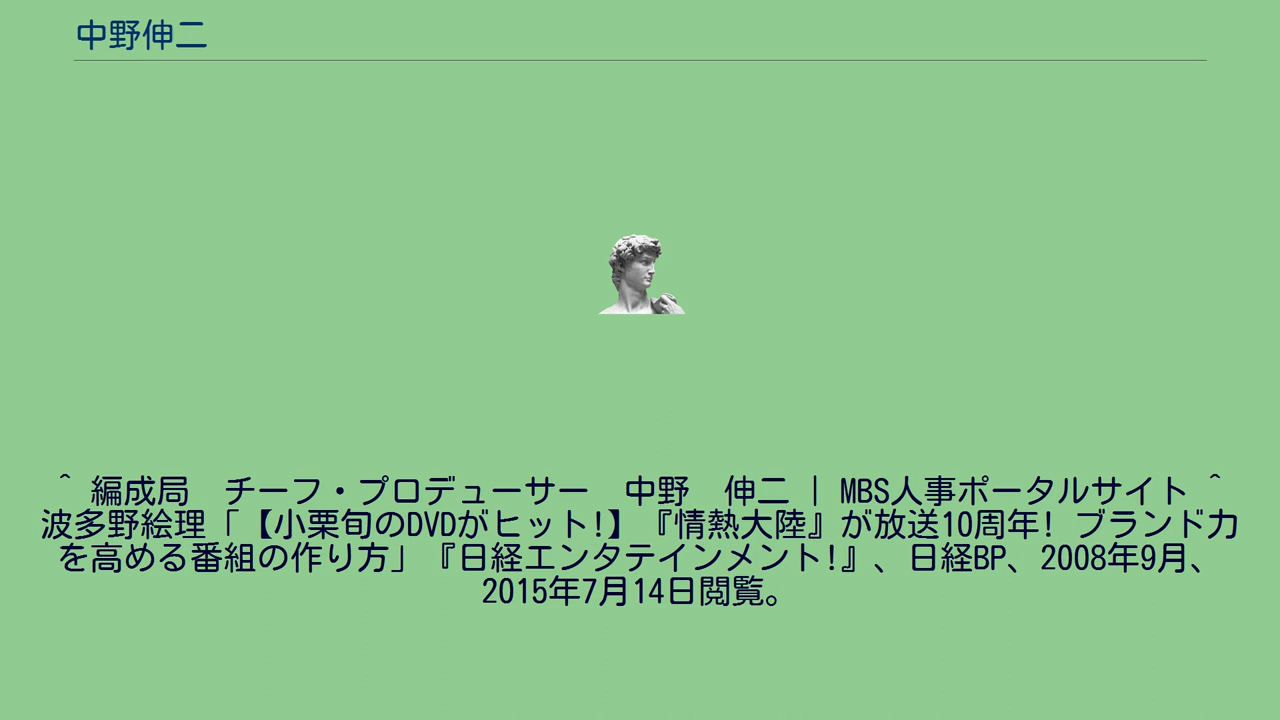 中野伸二
^ 編成局　チーフ・プロデューサー　中野　伸二 | MBS人事ポータルサイト ^
波多野絵理「【小栗旬のDVDがヒット!】『情熱大陸』が放送10周年! ブランド力
を高める番組の作り方」『日経エンタテインメント!』、日経BP、2008年9月、
2015年7月14日閲覧。